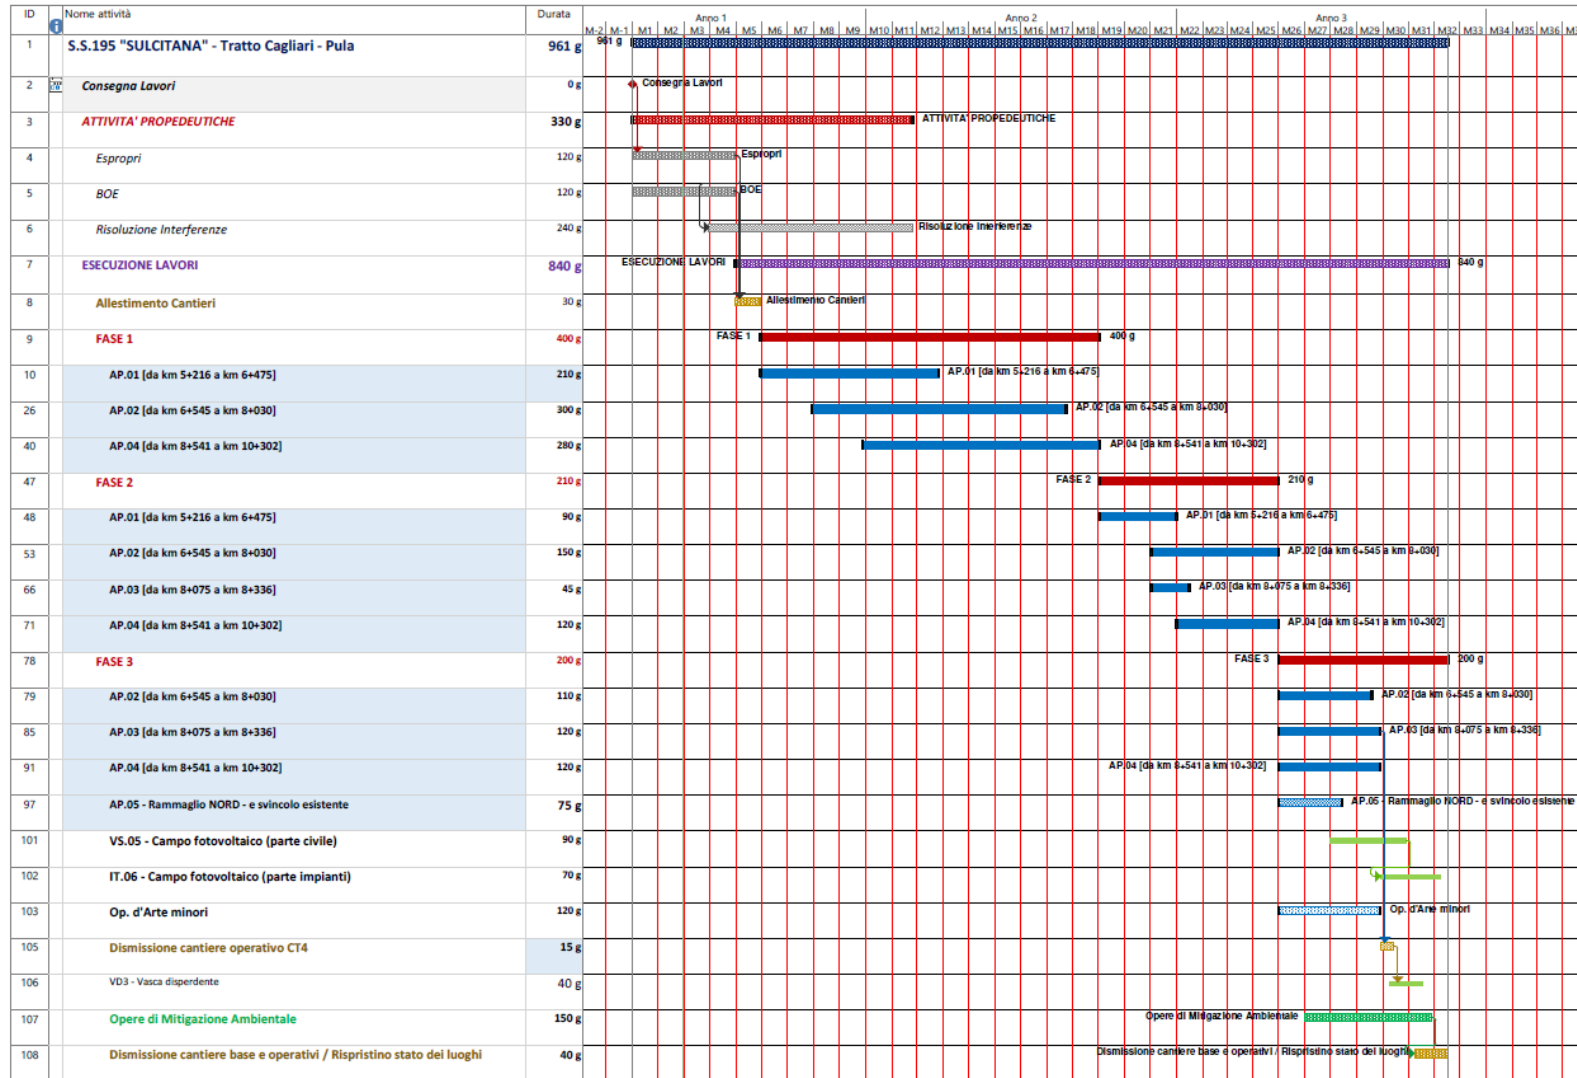 ID Nome attività Durata Anno 1 Anno 2 Anno 3
M-2 M-1 M1 M2 M3 M4 M5 M6 M7 M8 M9 M10 M11 M12 M13 M14 M15 M16 M17 M18 M19 M20 M21 M22 M23 M24 M25 M26 M27 M28 M29 M30 M31 M32 M33 M34 M35 M36
1 S.S.195 "SULCITANA" - Tratto Cagliari - Pula 961 g 961 g
2 Consegna Lavori 0 g Consegna Lavori
3 ATTIVITA' PROPEDEUTICHE 330 g ATTIVITA' PROPEDEUTICHE
4 Espropri 120 g Espropri
5 BOE 120 g BOE
6 Risoluzione Interferenze 240 g Risoluzione Interferenze
7 ESECUZIONE LAVORI 840 g ESECUZIONE LAVORI 840 g
8 Allestimento Cantieri 30 g Allestimento Cantieri
9 FASE 1 400 g FASE 1 400 g
10 AP.01 [da km 5+216 a km 6+475] 210 g AP.01 [da km 5+216 a km 6+475]
26 AP.02 [da km 6+545 a km 8+030] 300 g AP.02 [da km 6+545 a km 8+030]
40 AP.04 [da km 8+541 a km 10+302] 280 g AP.04 [da km 8+541 a km 10+302]
47 FASE 2 210 g FASE 2 210 g
48 AP.01 [da km 5+216 a km 6+475] 90 g AP.01 [da km 5+216 a km 6+475]
53 AP.02 [da km 6+545 a km 8+030] 150 g AP.02 [da km 6+545 a km 8+030]
66 AP.03 [da km 8+075 a km 8+336] 45 g AP.03 [da km 8+075 a km 8+336]
71 AP.04 [da km 8+541 a km 10+302] 120 g AP.04 [da km 8+541 a km 10+302]
78 FASE 3 200 g FASE 3 200 g
79 AP.02 [da km 6+545 a km 8+030] 110 g AP.02 [da km 6+545 a km 8+030]
85 AP.03 [da km 8+075 a km 8+336] 120 g AP.03 [da km 8+075 a km 8+336]
91 AP.04 [da km 8+541 a km 10+302] 120 g AP.04 [da km 8+541 a km 10+302]
97 AP.05 - Rammaglio NORD - e svincolo esistente 75 g AP.05 - Rammaglio NORD - e svincolo esistente
101 VS.05 - Campo fotovoltaico (parte civile) 90 g
102 IT.06 - Campo fotovoltaico (parte impianti) 70 g
103 Op. d'Arte minori 120 g Op. d'Arte minori
105 Dismissione cantiere operativo CT4 15 g
106 VD3 - Vasca disperdente 40 g
107 Opere di Mitigazione Ambientale 150 g Opere di Mitigazione Ambientale
108 Dismissione cantiere base e operativi / Rispristino stato dei luoghi 40 g Dismissione cantiere base e operativi / Rispristino stato dei luoghi